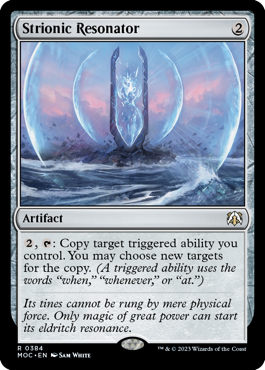 Strionic Resonator 2
Artifact
2, T: Copy target triggered ability you
control. You may choose new targets
for the copy. (A triggered ability uses the
words “when,” “whenever,” or “at.”)
Its tines cannot be rung by mere physical
force. Only magic of great power can start
its eldritch resonance.
R 0384
MOC • EN SAM WHITE
™ & © 2023 Wizards of the Coast